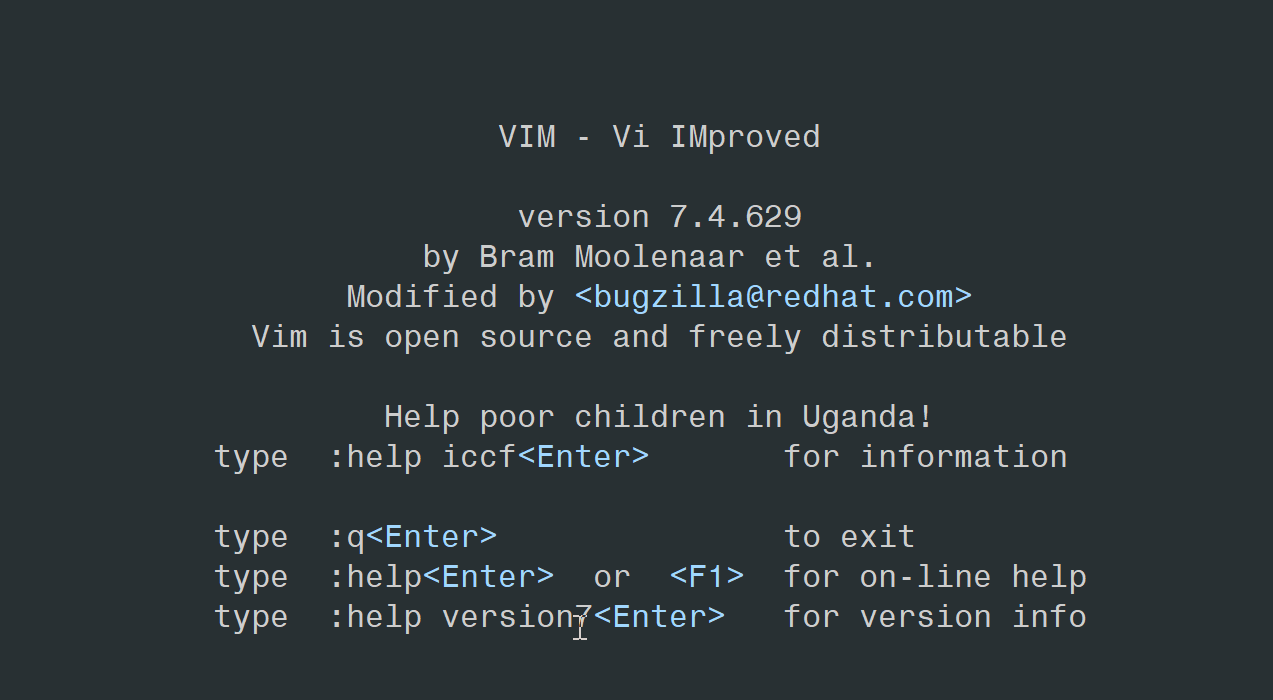 VIM - Vi IMproved
version 7.4.629
by Bram Moolenaar et al.
Modified by <bugzilla@redhat.com>
Vim is open source and freely distributable
Help poor children in Uganda!
type  :help iccf<Enter>       for information
type  :q<Enter>               to exit
type  :help<Enter>  or  <F1>  for on-line help
type  :help version7<Enter>   for version info